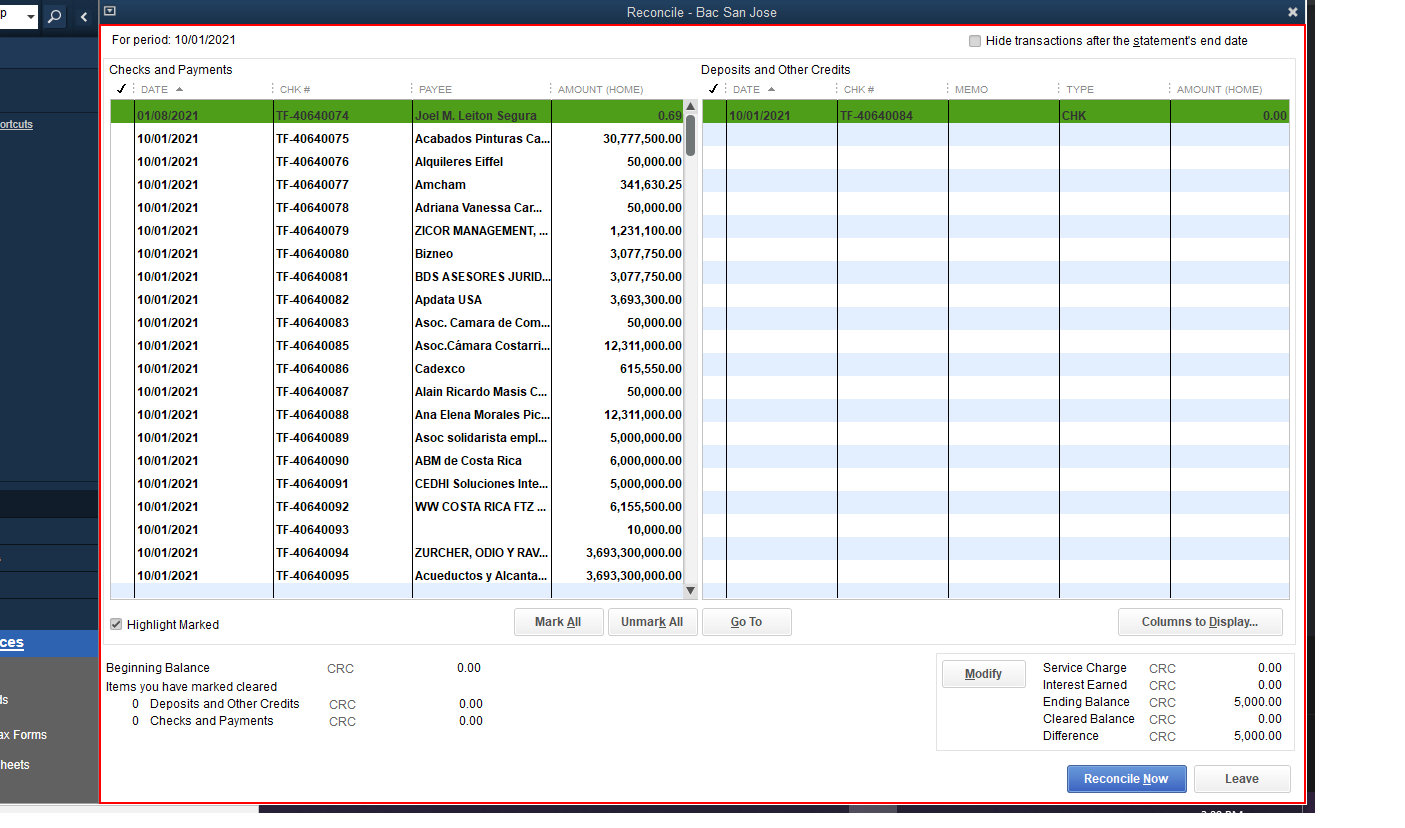 p
Reconcile - Bac San Jose
For period: 10/01/2021
Hide transactions after the statement's end date
ortcuts
ces
ds
ax Forms
heets
Checks and Payments
DATE CHK # PAYEE AMOUNT (HOME)
01/08/2021 TF-40640074 Joel M. Leiton Segura 0.69
10/01/2021 TF-40640075 Acabados Pinturas Ca... 30,777,500.00
10/01/2021 TF-40640076 Alquileres Eiffel 50,000.00
10/01/2021 TF-40640077 Amcham 341,630.25
10/01/2021 TF-40640078 Adriana Vanessa Car... 50,000.00
10/01/2021 TF-40640079 ZICOR MANAGEMENT, ... 1,231,100.00
10/01/2021 TF-40640080 Bizneo 3,077,750.00
10/01/2021 TF-40640081 BDS ASESORES JURID... 3,077,750.00
10/01/2021 TF-40640082 Apdata USA 3,693,300.00
10/01/2021 TF-40640083 Asoc. Camara de Com... 50,000.00
10/01/2021 TF-40640085 Asoc.Cámara Costarri... 12,311,000.00
10/01/2021 TF-40640086 Cadexco 615,550.00
10/01/2021 TF-40640087 Alain Ricardo Masis C... 50,000.00
10/01/2021 TF-40640088 Ana Elena Morales Pic... 12,311,000.00
10/01/2021 TF-40640089 Asoc solidarista empl... 5,000,000.00
10/01/2021 TF-40640090 ABM de Costa Rica 6,000,000.00
10/01/2021 TF-40640091 CEDHI Soluciones Inte... 5,000,000.00
10/01/2021 TF-40640092 WW COSTA RICA FTZ ... 6,155,500.00
10/01/2021 TF-40640093 10,000.00
10/01/2021 TF-40640094 ZURCHER, ODIO Y RAV... 3,693,300,000.00
10/01/2021 TF-40640095 Acueductos y Alcanta... 3,693,300,000.00
Deposits and Other Credits
DATE CHK # MEMO TYPE AMOUNT (HOME)
10/01/2021 TF-40640084 CHK 0.00
Highlight Marked
Mark All
Unmark All
Go To
Columns to Display...
Beginning Balance CRC 0.00
Items you have marked cleared
0 Deposits and Other Credits CRC 0.00
0 Checks and Payments CRC 0.00
Modify
Service Charge CRC 0.00
Interest Earned CRC 0.00
Ending Balance CRC 5,000.00
Cleared Balance CRC 0.00
Difference CRC 5,000.00
Reconcile Now
Leave